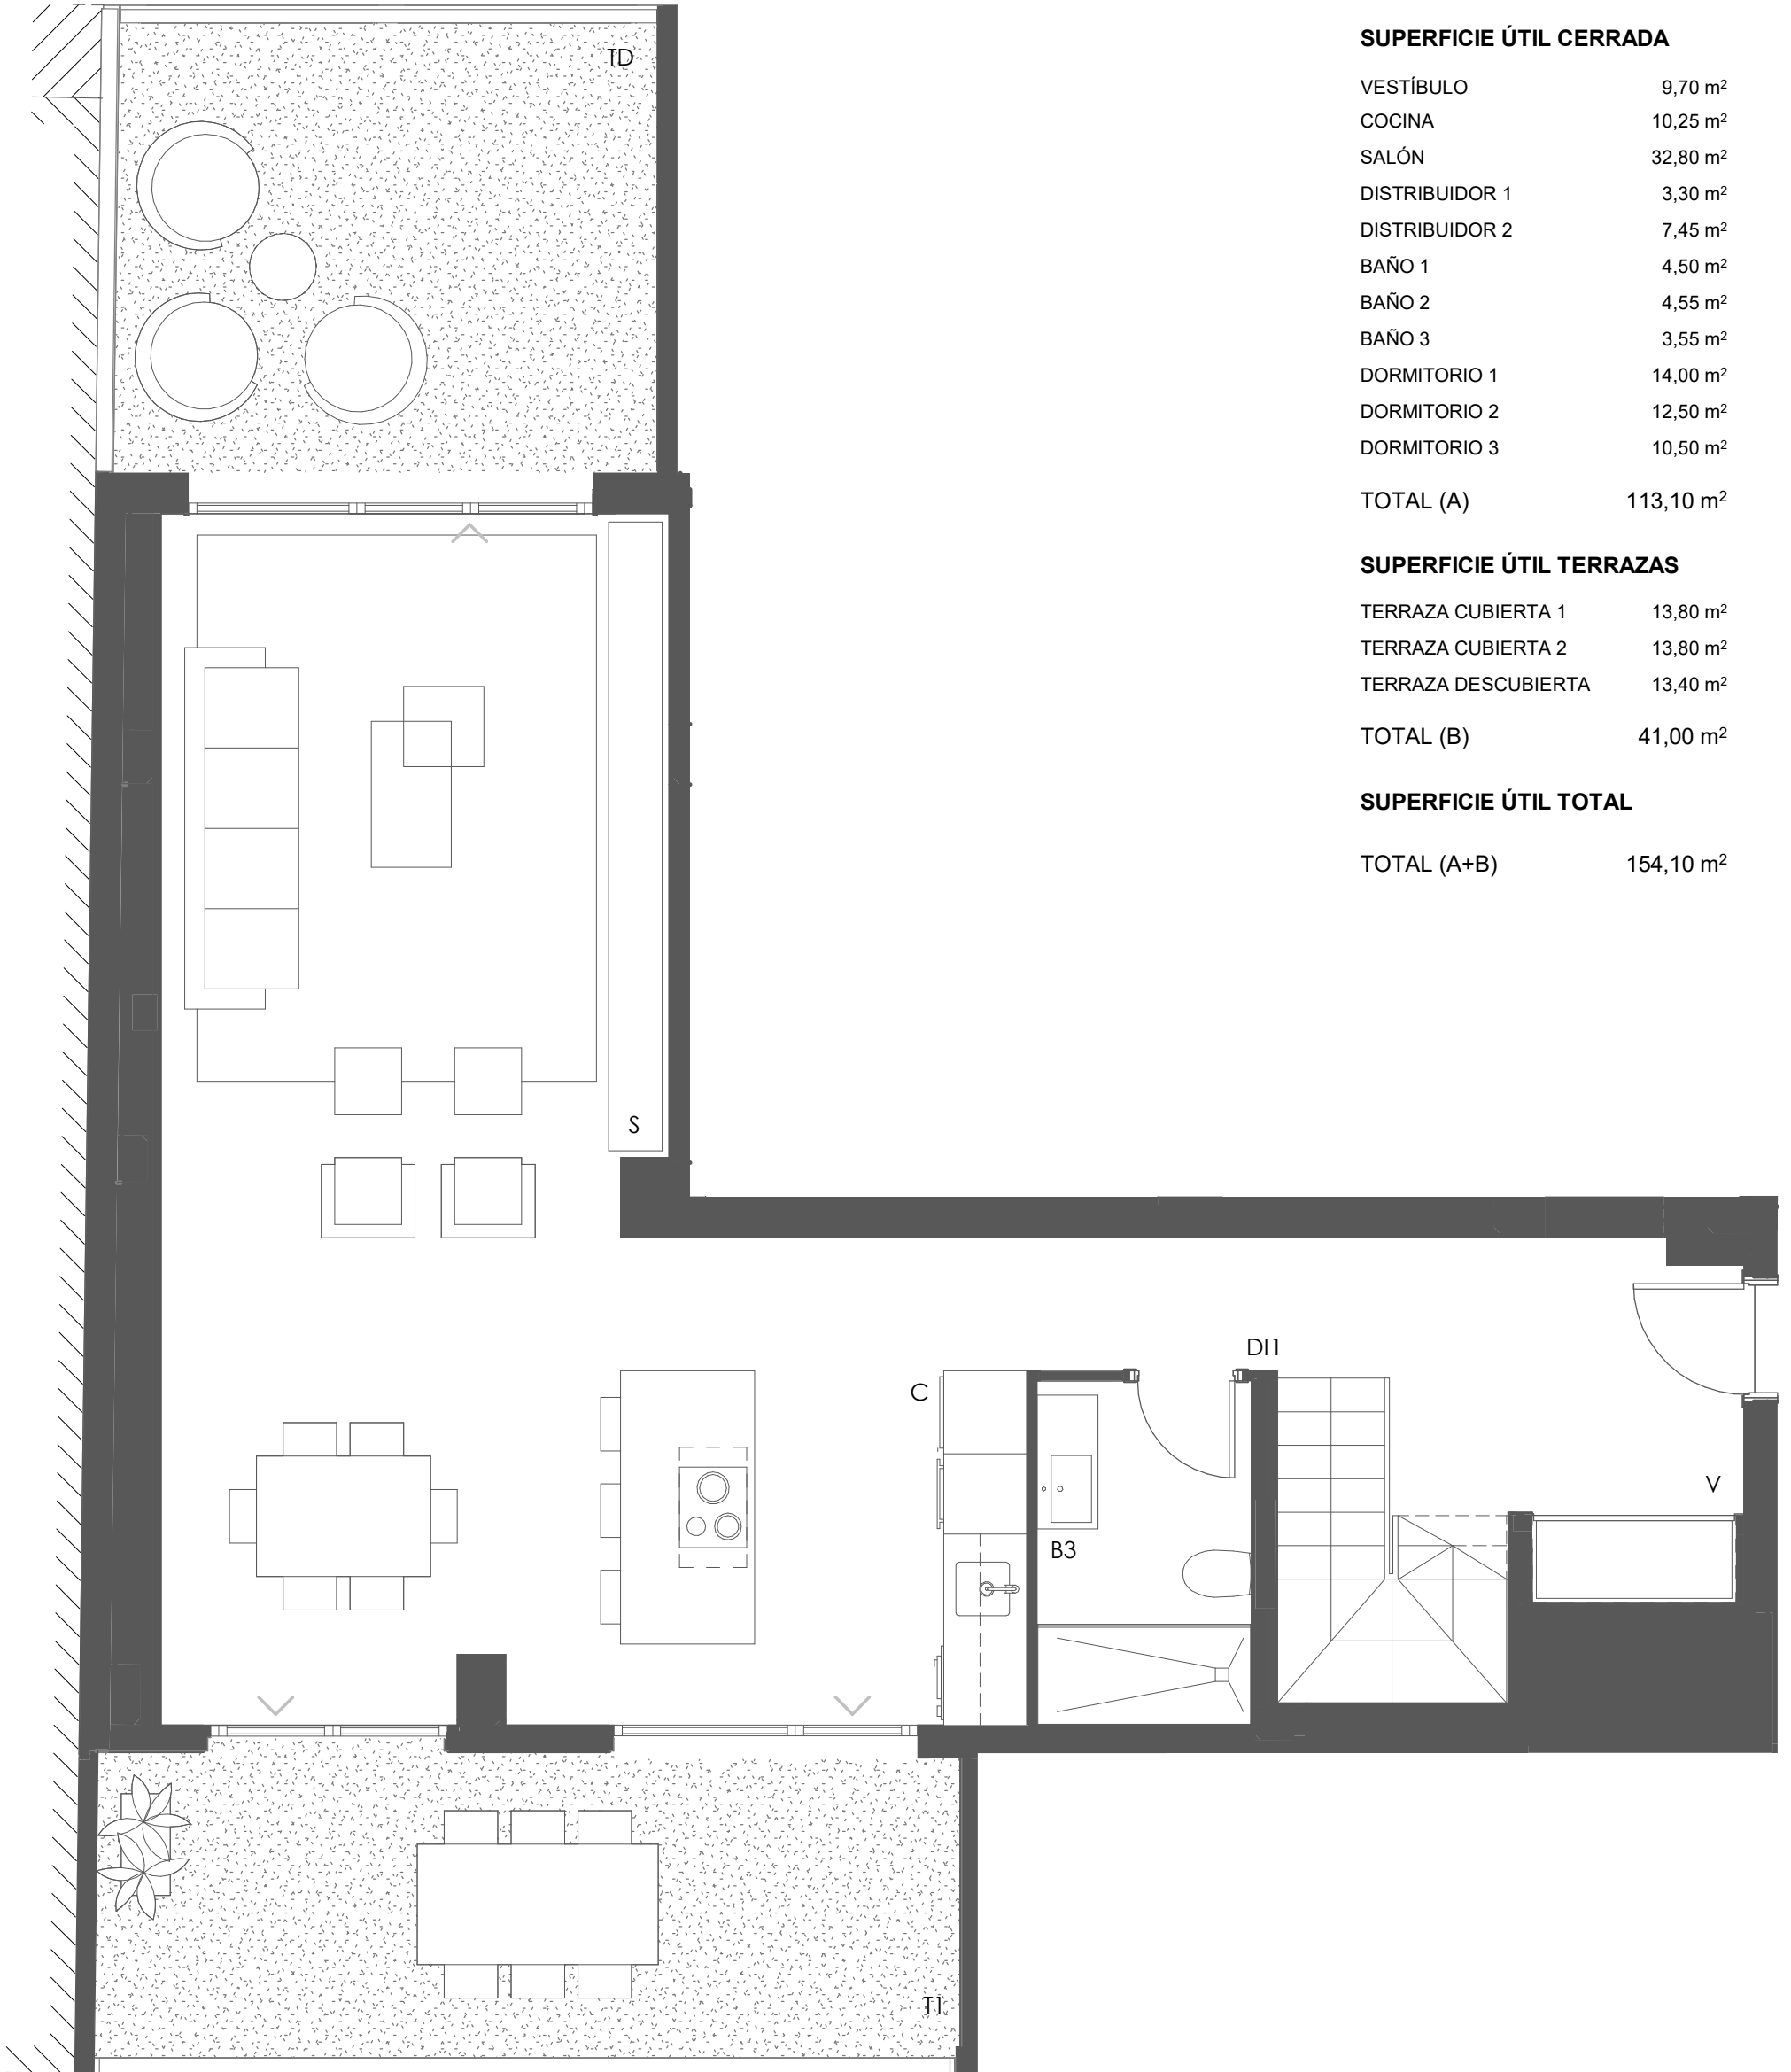 SUPERFICIE ÚTIL CERRADA
VESTÍBULO 9,70 m²
COCINA 10,25 m²
SALÓN 32,80 m²
DISTRIBUIDOR 1 3,30 m²
DISTRIBUIDOR 2 7,45 m²
BAÑO 1 4,50 m²
BAÑO 2 4,55 m²
BAÑO 3 3,55 m²
DORMITORIO 1 14,00 m²
DORMITORIO 2 12,50 m²
DORMITORIO 3 10,50 m²
TOTAL (A) 113,10 m²
SUPERFICIE ÚTIL TERRAZAS
TERRAZA CUBIERTA 1 13,80 m²
TERRAZA CUBIERTA 2 13,80 m²
TERRAZA DESCUBIERTA 13,40 m²
TOTAL (B) 41,00 m²
SUPERFICIE ÚTIL TOTAL
TOTAL (A+B) 154,10 m²
TD
S
DI1
C
V
B3
T1